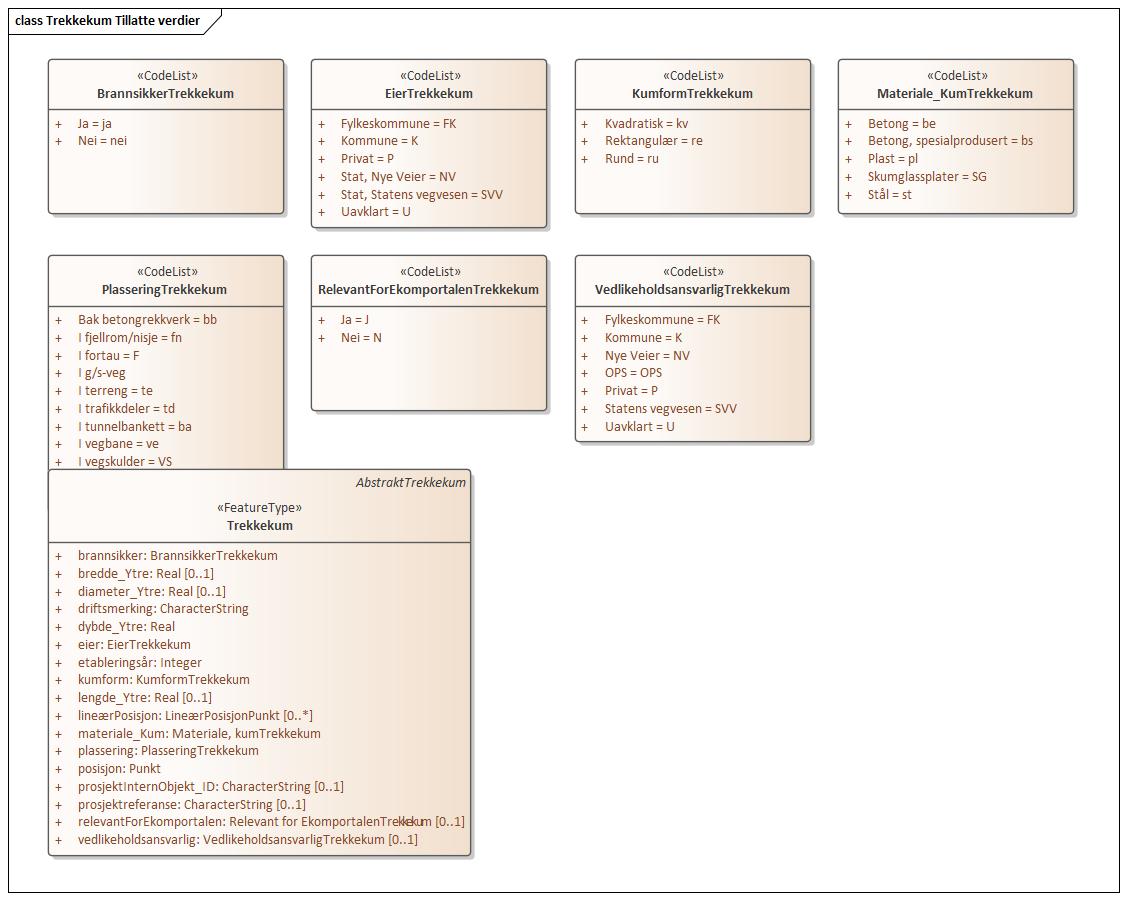 class Trekkekum Tillatte verdier
«CodeList»
BrannsikkerTrekkekum
+ Ja = ja
+ Nei = nei
«CodeList»
EierTrekkekum
+ Fylkeskommune = FK
+ Kommune = K
+ Privat = P
+ Stat, Nye Veier = NV
+ Stat, Statens vegvesen = SVV
+ Uavklart = U
«CodeList»
KumformTrekkekum
+ Kvadratisk = kv
+ Rektangulær = re
+ Rund = ru
«CodeList»
Materiale_KumTrekkekum
+ Betong = be
+ Betong, spesialprodusert = bs
+ Plast = pl
+ Skumglassplater = SG
+ Stål = st
«CodeList»
PlasseringTrekkekum
+ Bak betongrekkverk = bb
+ I fjellrom/nisje = fn
+ I fortau = F
+ I g/s-veg
+ I terreng = te
+ I trafikkdeler = td
+ I tunnelbankett = ba
+ I vegbane = ve
+ I vegskulder = VS
«CodeList»
RelevantForEkomportalenTrekkekum
+ Ja = J
+ Nei = N
«CodeList»
VedlikeholdsansvarligTrekkekum
+ Fylkeskommune = FK
+ Kommune = K
+ Nye Veier = NV
+ OPS = OPS
+ Privat = P
+ Statens vegvesen = SVV
+ Uavklart = U
AbstraktTrekkekum
«FeatureType»
Trekkekum
+ brannsikker: BrannsikkerTrekkekum
+ bredde_Ytre: Real [0..1]
+ diameter_Ytre: Real [0..1]
+ driftsmerking: CharacterString
+ dybde_Ytre: Real
+ eier: EierTrekkekum
+ etableringsår: Integer
+ kumform: KumformTrekkekum
+ lengde_Ytre: Real [0..1]
+ lineærPosisjon: LineærPosisjonPunkt [0..*]
+ materiale_Kum: Materiale, kumTrekkekum
+ plassering: PlasseringTrekkekum
+ posisjon: Punkt
+ prosjektInternObjekt_ID: CharacterString [0..1]
+ prosjektreferanse: CharacterString [0..1]
+ relevantForEkomportalen: Relevant for EkomportalenTrekkekum [0..1]
+ vedlikeholdsansvarlig: VedlikeholdsansvarligTrekkekum [0..1]